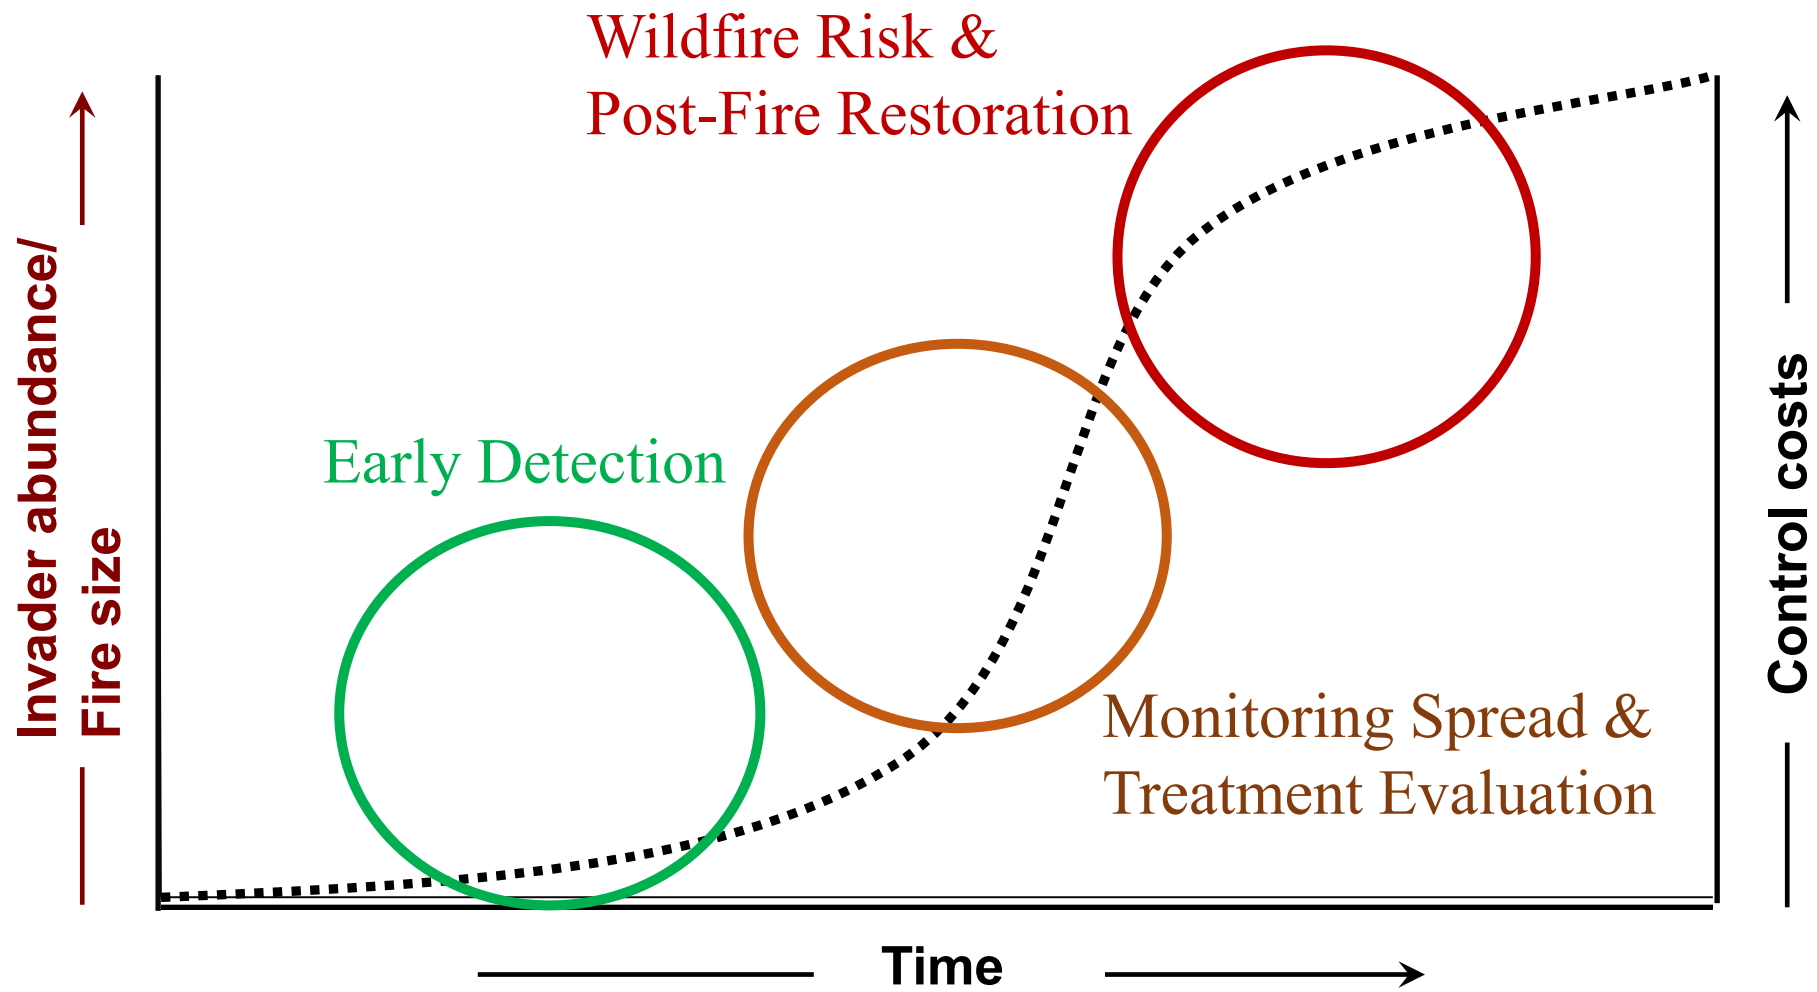 Wildfire Risk &
Post-Fire Restoration
Early Detection
Monitoring Spread &
Treatment Evaluation
Invader abundance/
Fire size
Control costs
Time